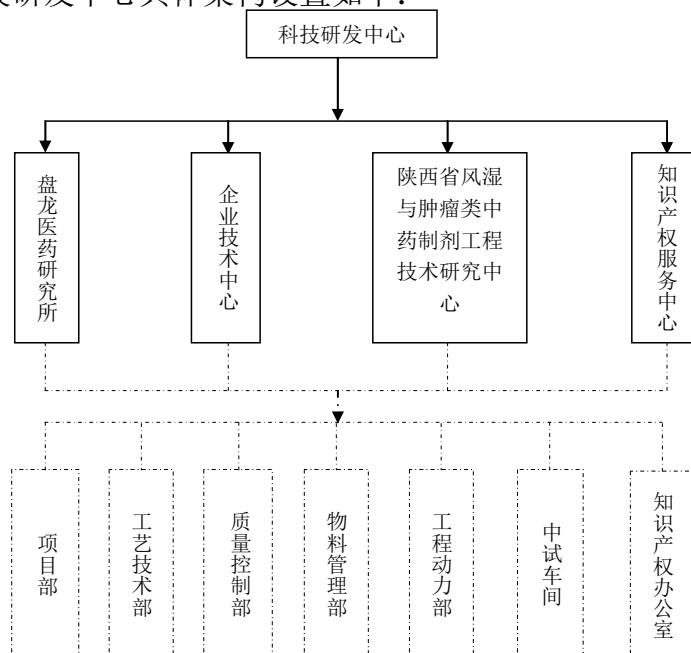 及研发中心具体架构设置如下：
科技研发中心
盘龙医药研究所
企业技术中心
陕西省风湿
与肿瘤类中
药制剂工程
技术研究中
心
知识产权服务中心
项目部
工艺技术部
质量控制部
物料管理部
工程动力部
中试车间
知识产权办公室